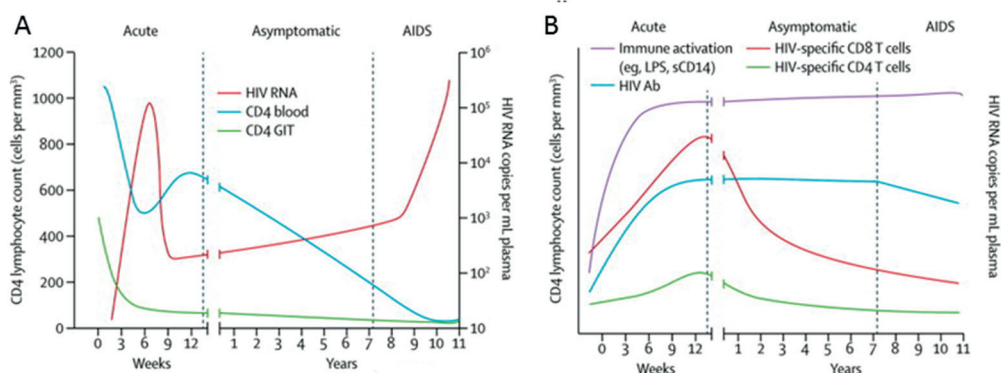 A
Acute
Asymptomatic
AIDS
1200
1000
800
600
400
200
0
CD4 lymphocyte count (cells per mm³)
HIV RNA
CD4 blood
CD4 GIT
10⁶
10⁵
10⁴
10³
10²
10
HIV RNA copies per mL plasma
0 3 6 9 12 1 2 3 4 5 6 7 8 9 10 11
Weeks
Years
B
Acute
Asymptomatic
AIDS
Immune activation
(eg, LPS, sCD14)
HIV Ab
HIV-specific CD8 T cells
HIV-specific CD4 T cells
CD4 lymphocyte count (cells per mm³)
HIV RNA copies per mL plasma
0 3 6 9 12 1 2 3 4 5 6 7 8 9 10 11
Weeks
Years